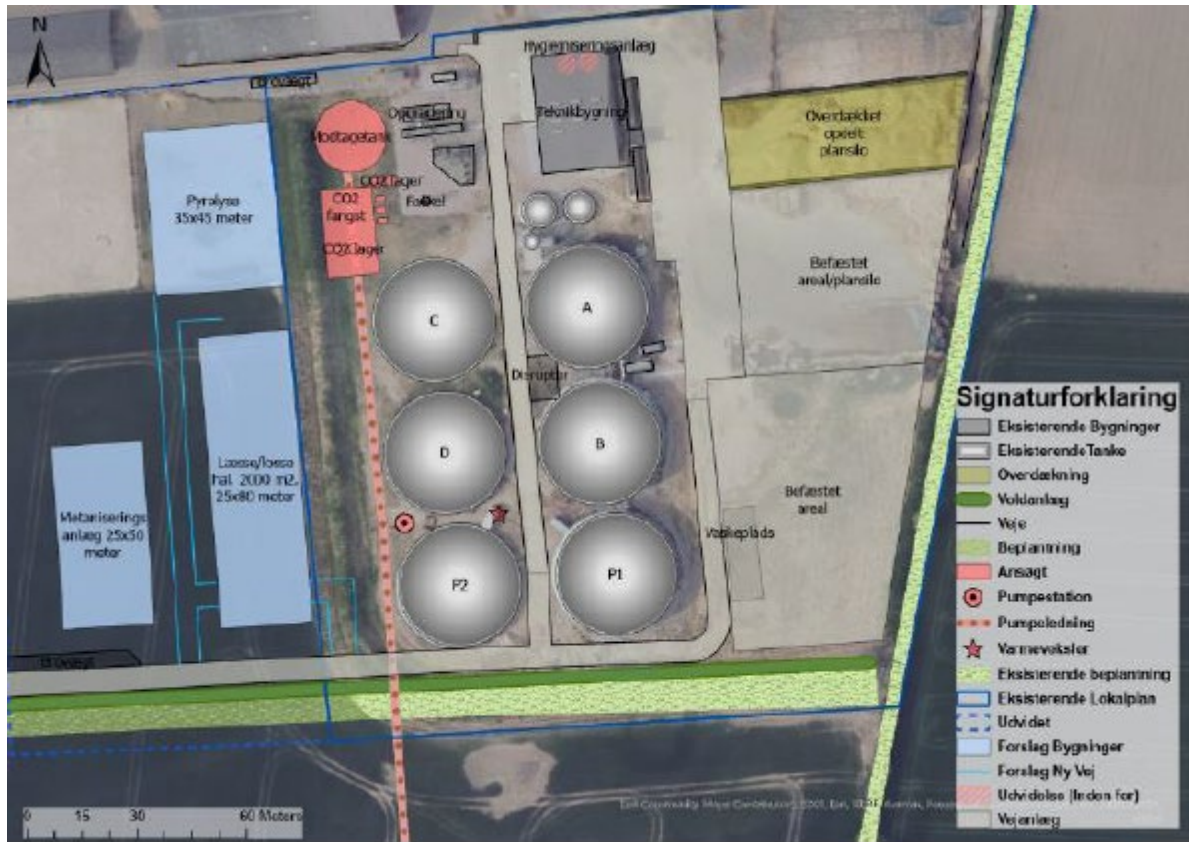 N
Hygiejniseringsanlæg
Opgradering
Teknikbygning
Modtagetank
Overdækket
opdelt
plansilo
CO2 lager
CO2
fangst
Fakkel
Pyrolyse
35x45 meter
CO2 lager
Befæstet
areal/plansilo
C
A
Disruptor
D
B
Læsse/losse
hal 2000 m2,
25x80 meter
Metaniserings
anlæg 25x50
meter
Befæstet
areal
Vaskeplads
P2
P1
Signaturforklaring
Eksisterende Bygninger
Eksisterende Tanke
Overdækning
Voldanlæg
Veje
Beplantning
Ansøgt
Pumpestation
Pumpeledning
Varmeveksler
Eksisterende beplantning
Eksisterende Lokalplan
Udvidet
Forslag Bygninger
Forslag Ny Vej
Udvidelse (Inden for)
Vejanlæg
0 15 30 60 Meters